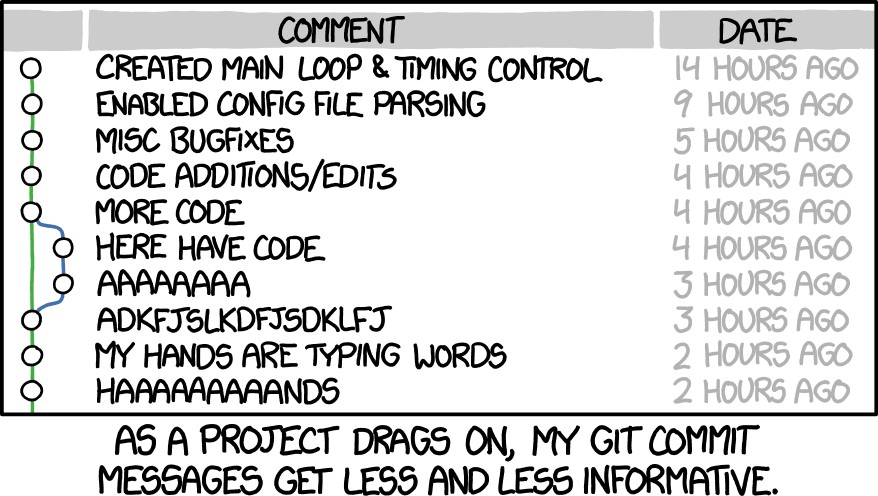 COMMENT DATE
CREATED MAIN LOOP & TIMING CONTROL 14 HOURS AGO
ENABLED CONFIG FILE PARSING 9 HOURS AGO
MISC BUGFIXES 5 HOURS AGO
CODE ADDITIONS/EDITS 4 HOURS AGO
MORE CODE 4 HOURS AGO
HERE HAVE CODE 4 HOURS AGO
AAAAAAAA 3 HOURS AGO
ADKFJSLKDFJSDKLFJ 3 HOURS AGO
MY HANDS ARE TYPING WORDS 2 HOURS AGO
HAAAAAAAAANDS 2 HOURS AGO
AS A PROJECT DRAGS ON, MY GIT COMMIT
MESSAGES GET LESS AND LESS INFORMATIVE.